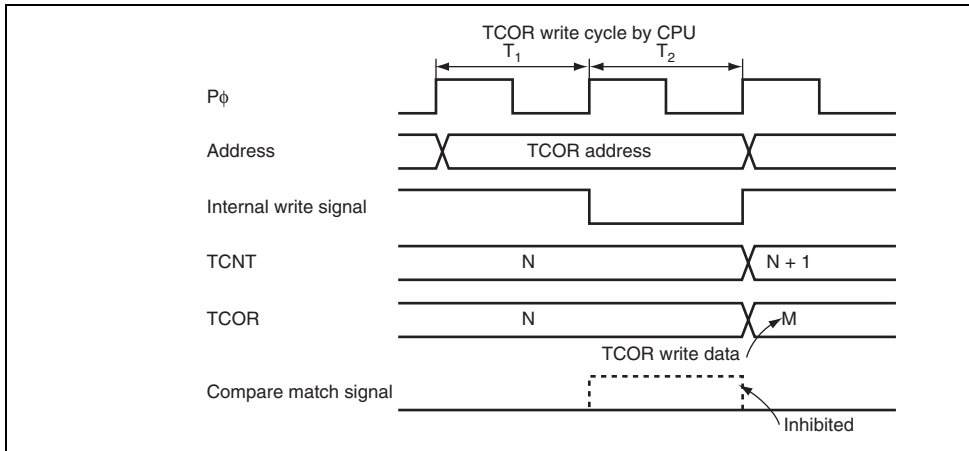 TCOR write cycle by CPU
T1 T2
Pφ
Address TCOR address
Internal write signal
TCNT N N + 1
TCOR N M
TCOR write data
Compare match signal
Inhibited